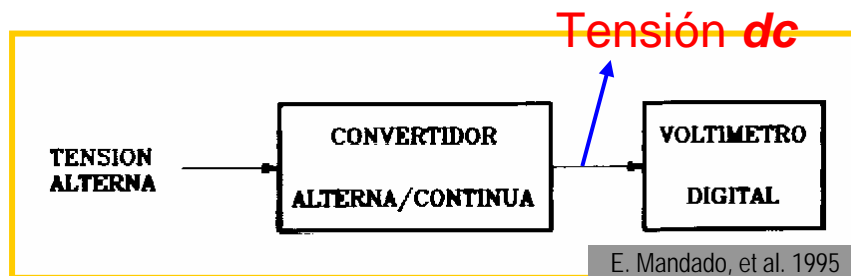 Tensión dc
TENSION
ALTERNA
CONVERTIDOR
ALTERNA/CONTINUA
VOLTIMETRO
DIGITAL
E. Mandado, et al. 1995